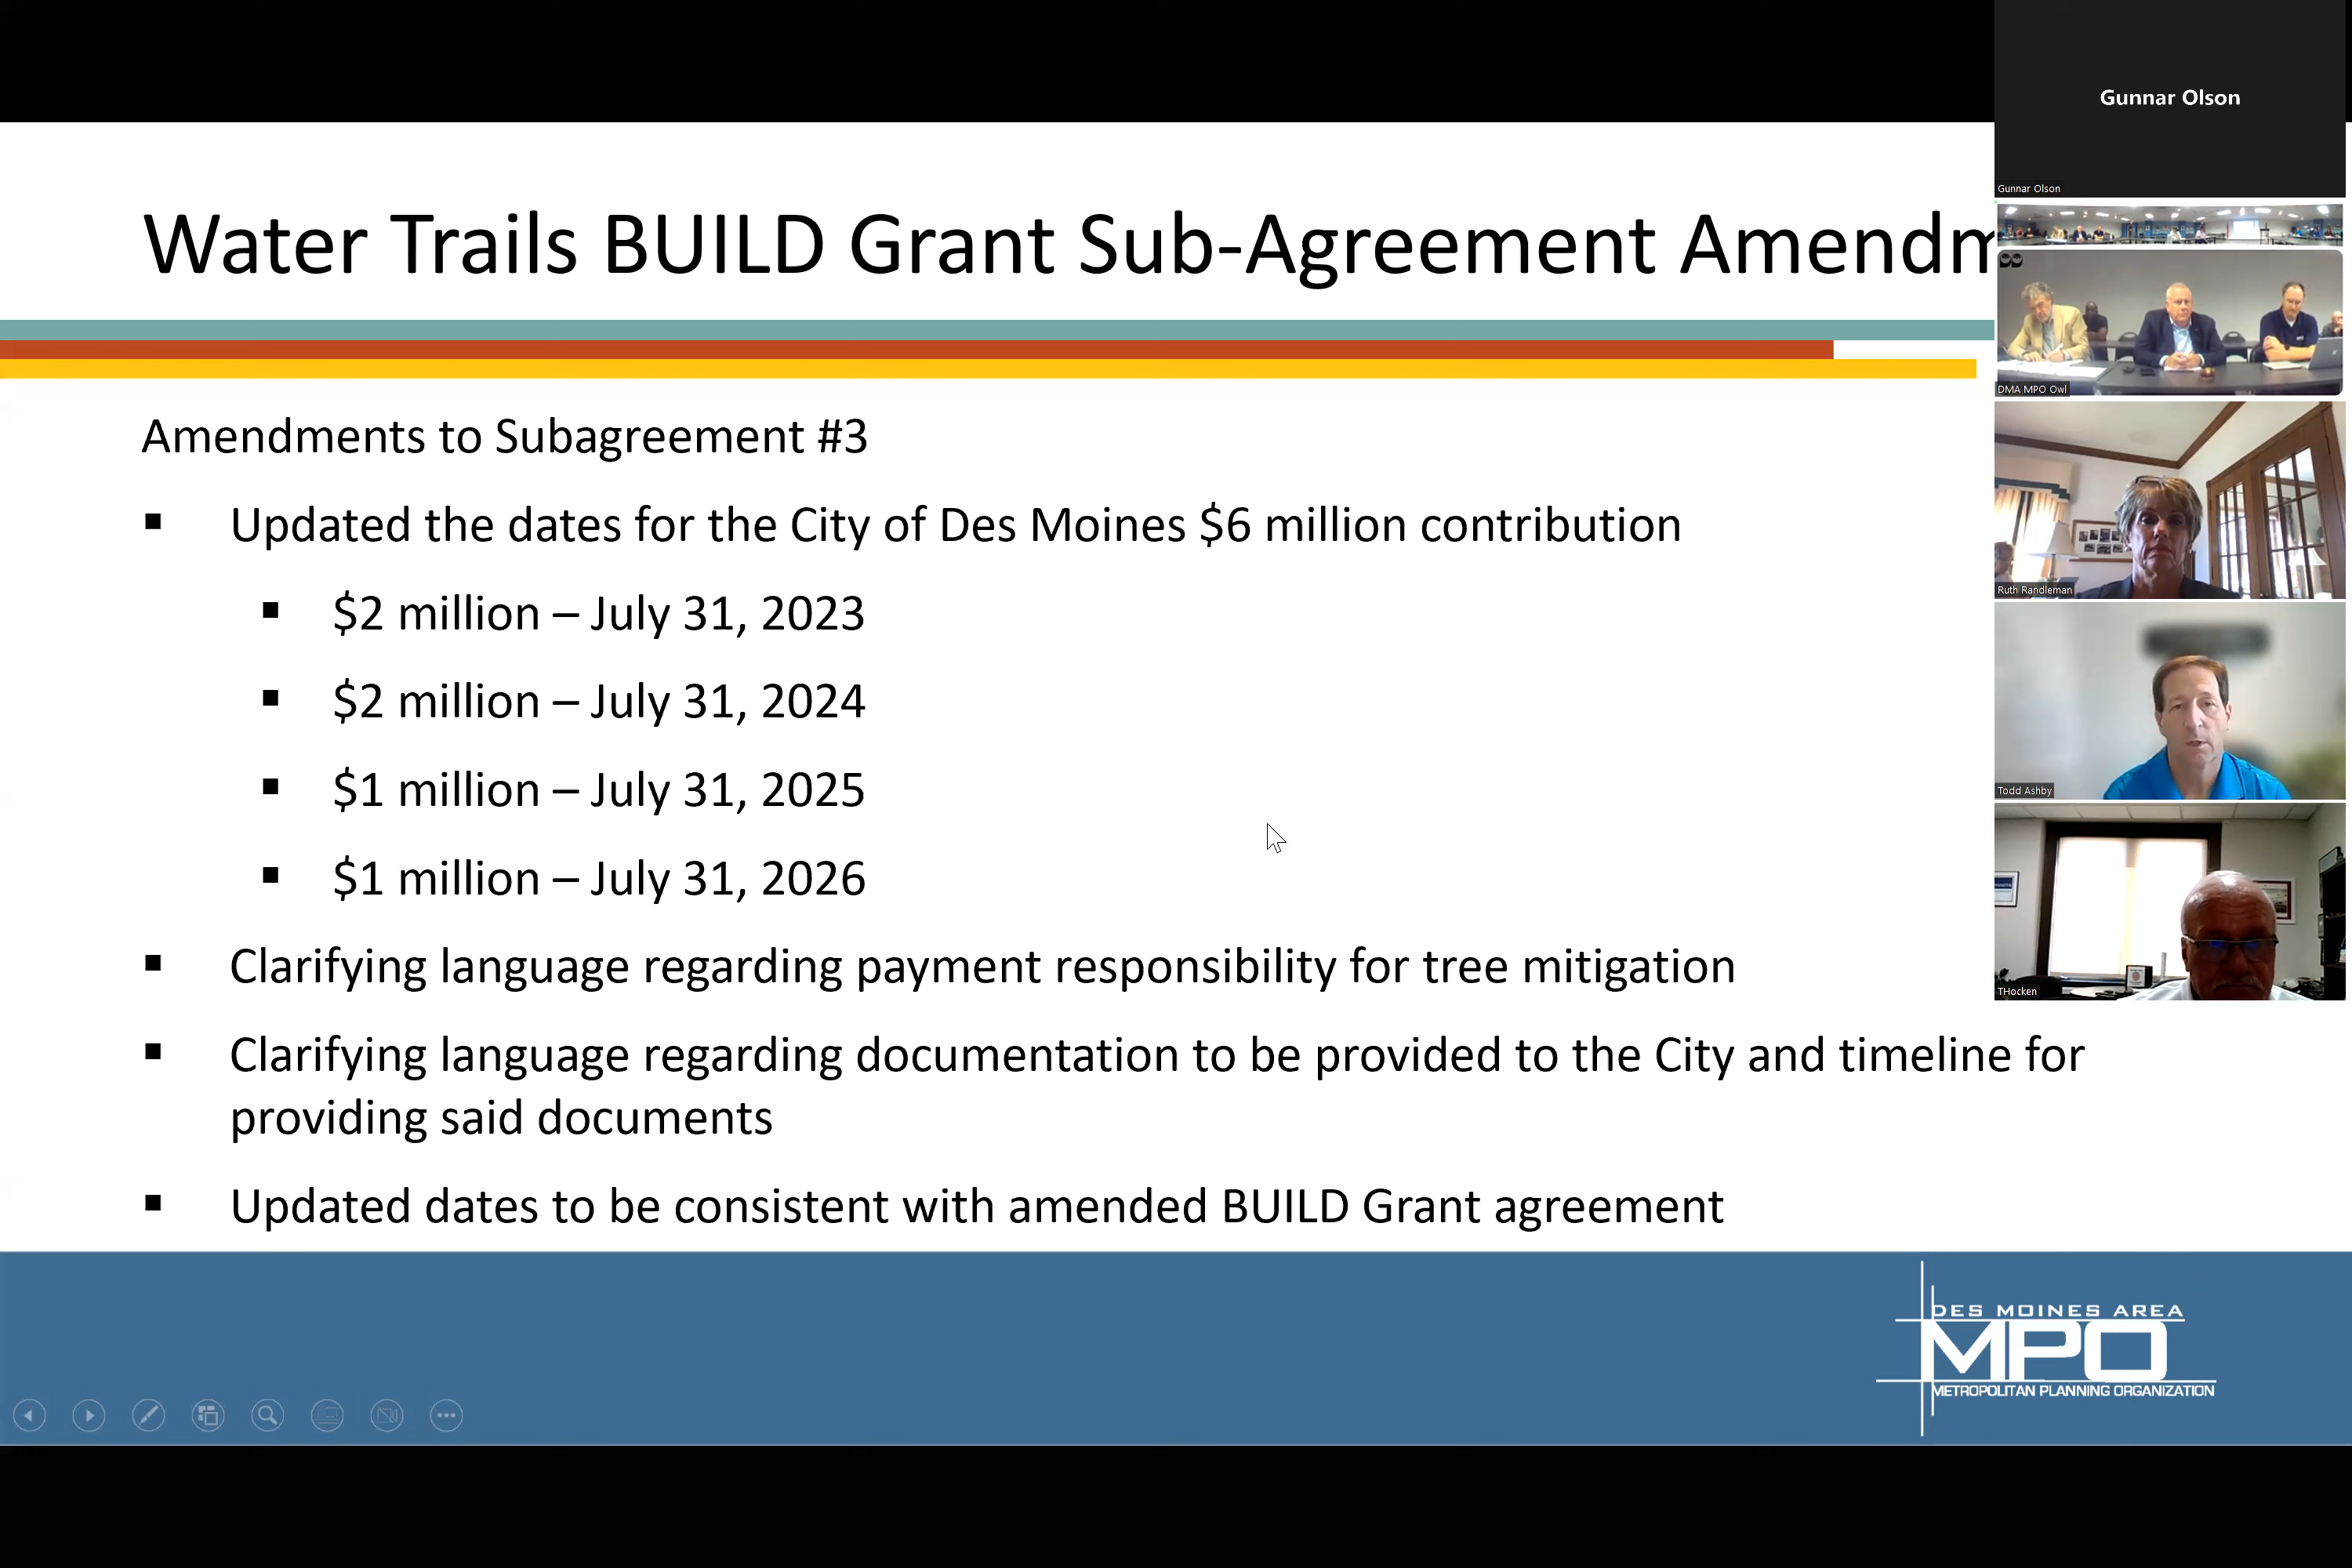 Gunnar Olson
Gunnar Olson
Water Trails BUILD Grant Sub-Agreement Amendm
DMA MPO Owl
Amendments to Subagreement #3
▪ Updated the dates for the City of Des Moines $6 million contribution
▪ $2 million – July 31, 2023
▪ $2 million – July 31, 2024
▪ $1 million – July 31, 2025
▪ $1 million – July 31, 2026
▪ Clarifying language regarding payment responsibility for tree mitigation
▪ Clarifying language regarding documentation to be provided to the City and timeline for
providing said documents
▪ Updated dates to be consistent with amended BUILD Grant agreement
Ruth Randleman
Todd Ashby
THocken
DES MOINES AREA
MPO
METROPOLITAN PLANNING ORGANIZATION